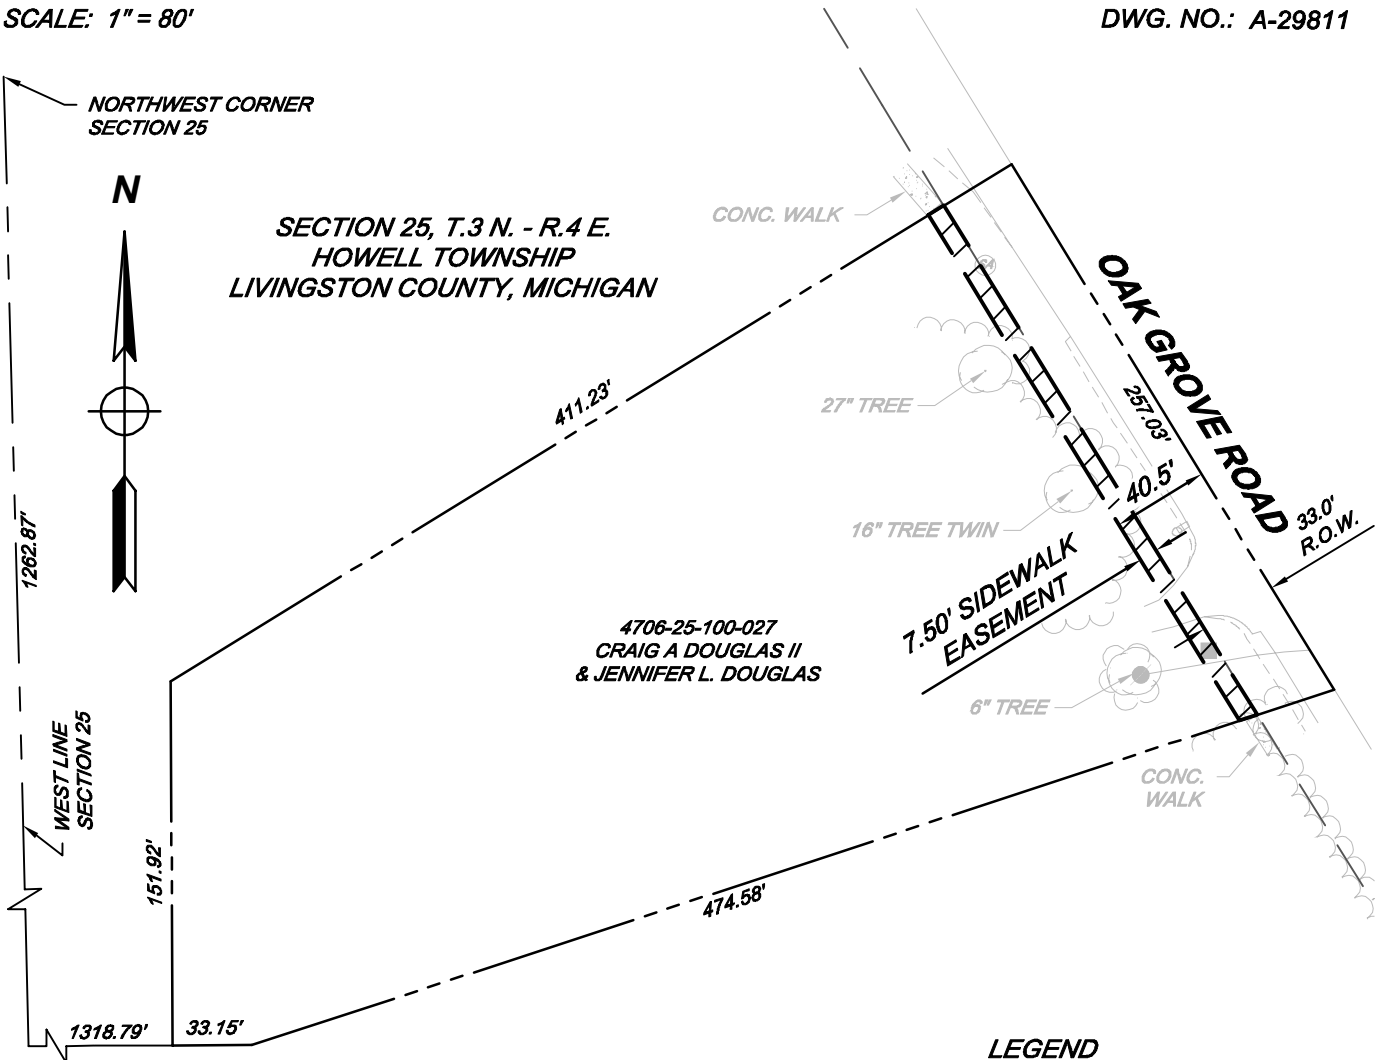 SCALE: 1" = 80'
DWG. NO.: A-29811
NORTHWEST CORNER
SECTION 25
N
SECTION 25, T.3 N. - R.4 E.
HOWELL TOWNSHIP
LIVINGSTON COUNTY, MICHIGAN
CONC. WALK
OAK GROVE ROAD
411.23'
27" TREE
257.03'
40.5'
16" TREE TWIN
33.0'
R.O.W.
1262.87'
7.50' SIDEWALK
EASEMENT
4706-25-100-027
CRAIG A DOUGLAS II
& JENNIFER L. DOUGLAS
6" TREE
WEST LINE
SECTION 25
CONC.
WALK
151.92'
474.58'
1318.79'
33.15'
LEGEND